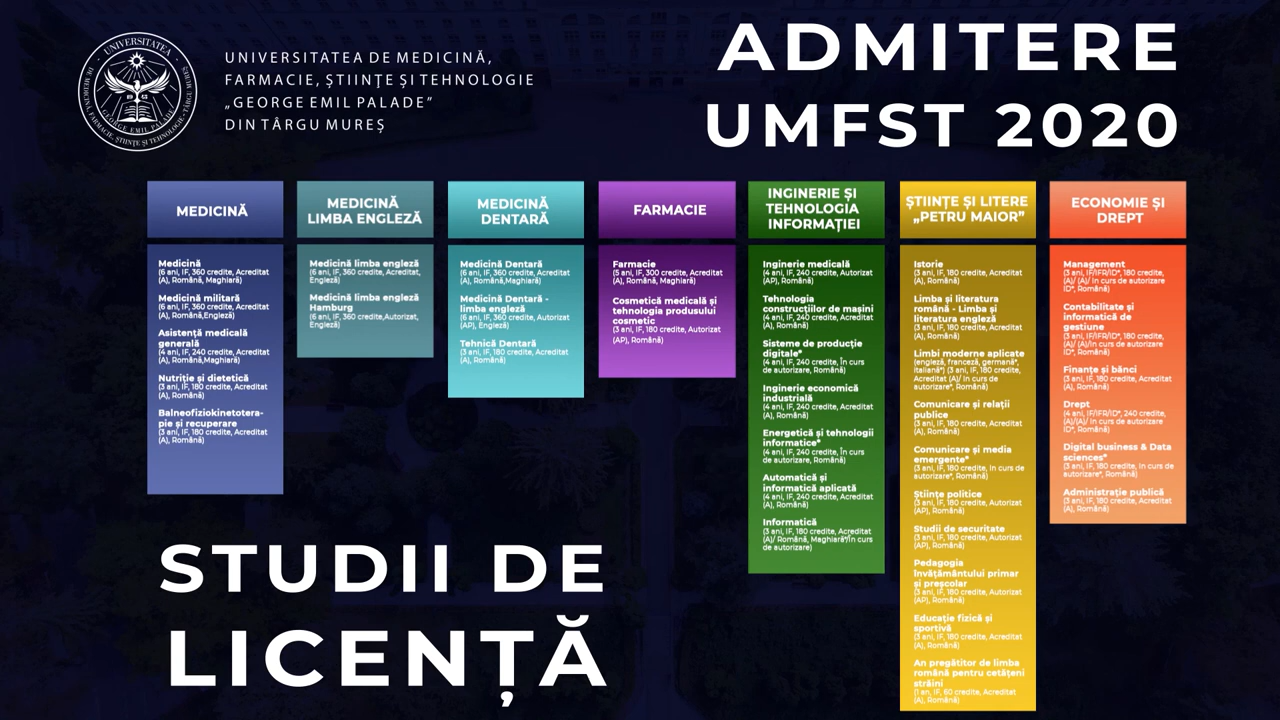 UNIVERSITATEA DE MEDICINĂ,
FARMACIE, ȘTIINȚE ȘI TEHNOLOGIE
„GEORGE EMIL PALADE”
DIN TÂRGU MUREȘ
ADMITERE
UMFST 2020
MEDICINĂ
Medicină
(6 ani, IF, 360 credite, Acreditat
(A), Română, Maghiară)
Medicină militară
(6 ani, IF, 360 credite, Acreditat
(A), Română,Engleză)
Asistență medicală
generală
(4 ani, IF, 240 credite, Acreditat
(A), Română,Maghiară)
Nutriție și dietetică
(3 ani, IF, 180 credite, Acreditat
(A), Română)
Balneofiziokinetotera-
pie și recuperare
(3 ani, IF, 180 credite, Acreditat
(A), Română)
MEDICINĂ
LIMBA ENGLEZĂ
Medicină limba engleză
(6 ani, IF, 360 credite, Acreditat,
Engleză)
Medicină limba engleză
Hamburg
(6 ani, IF, 360 credite,Autorizat,
Engleză)
MEDICINĂ
DENTARĂ
Medicină Dentară
(6 ani, IF, 360 credite, Acreditat
(A), Română,Maghiară)
Medicină Dentară -
limba engleză
(6 ani, IF, 360 credite, Autorizat
(AP), Engleză)
Tehnică Dentară
(3 ani, IF, 180 credite, Acreditat
(A), Română)
FARMACIE
Farmacie
(5 ani, IF, 300 credite, Acreditat
(A), Română, Maghiară)
Cosmetică medicală și
tehnologia produsului
cosmetic
(3 ani, IF, 180 credite, Autorizat
(AP), Română)
INGINERIE ȘI
TEHNOLOGIA
INFORMAȚIEI
Inginerie medicală
(4 ani, IF, 240 credite, Autorizat
(AP), Română)
Tehnologia
construcțiilor de mașini
(4 ani, IF, 240 credite, Acreditat
(A), Română)
Sisteme de producție
digitale*
(4 ani, IF, 240 credite, În curs
de autorizare, Română)
Inginerie economică
industrială
(4 ani, IF, 240 credite, Acreditat
(A), Română)
Energetică și tehnologii
informatice*
(4 ani, IF, 240 credite, În curs
de autorizare, Română)
Automatică și
informatică aplicată
(4 ani, IF, 240 credite, Acreditat
(A), Română)
Informatică
(3 ani, IF, 180 credite, Acreditat
(A)/ Română, Maghiară*/în curs
de autorizare)
ȘTIINȚE ȘI LITERE
„PETRU MAIOR”
Istorie
(3 ani, IF, 180 credite, Acreditat
(A), Română)
Limba și literatura
română - Limba și
literatura engleză
(3 ani, IF, 180 credite, Acreditat
(A), Română)
Limbi moderne aplicate
(engleză, franceză, germană*,
italiană*) (3 ani, IF, 180 credite,
Acreditat (A)/ In curs de
autorizare*, Română)
Comunicare și relații
publice
(3 ani, IF, 180 credite, Acreditat
(A), Română)
Comunicare și media
emergente*
(3 ani, IF, 180 credite, In curs de
autorizare*, Română)
Științe politice
(3 ani, IF, 180 credite, Autorizat
(AP), Română)
Studii de securitate
(3 ani, IF, 180 credite, Autorizat
(AP), Română)
Pedagogia
învățământului primar
și preșcolar
(3 ani, IF, 180 credite, Autorizat
(AP), Română)
Educație fizică și
sportivă
(3 ani, IF, 180 credite, Acreditat
(A), Română)
An pregătitor de limba
română pentru cetățeni
străini
(1 an, IF, 60 credite, Acreditat
(A), Română)
ECONOMIE ȘI
DREPT
Management
(3 ani, IF/IFR/ID*, 180 credite,
(A)/ (A)/ In curs de autorizare
ID*, Română)
Contabilitate și
informatică de
gestiune
(3 ani, IF/IFR/ID*, 180 credite,
(A)/ (A)/In curs de autorizare
ID*, Română)
Finanțe și bănci
(3 ani, IF, 180 credite, Acreditat
(A), Română)
Drept
(4 ani, IF/IFR/ID*, 240 credite,
(A)/(A)/ In curs de autorizare
ID*, Română)
Digital business & Data
sciences*
(3 ani, IF, 180 credite, In curs de
autorizare*, Română)
Administrație publică
(3 ani, IF, 180 credite, Acreditat
(A), Română)
STUDII DE
LICENȚĂ